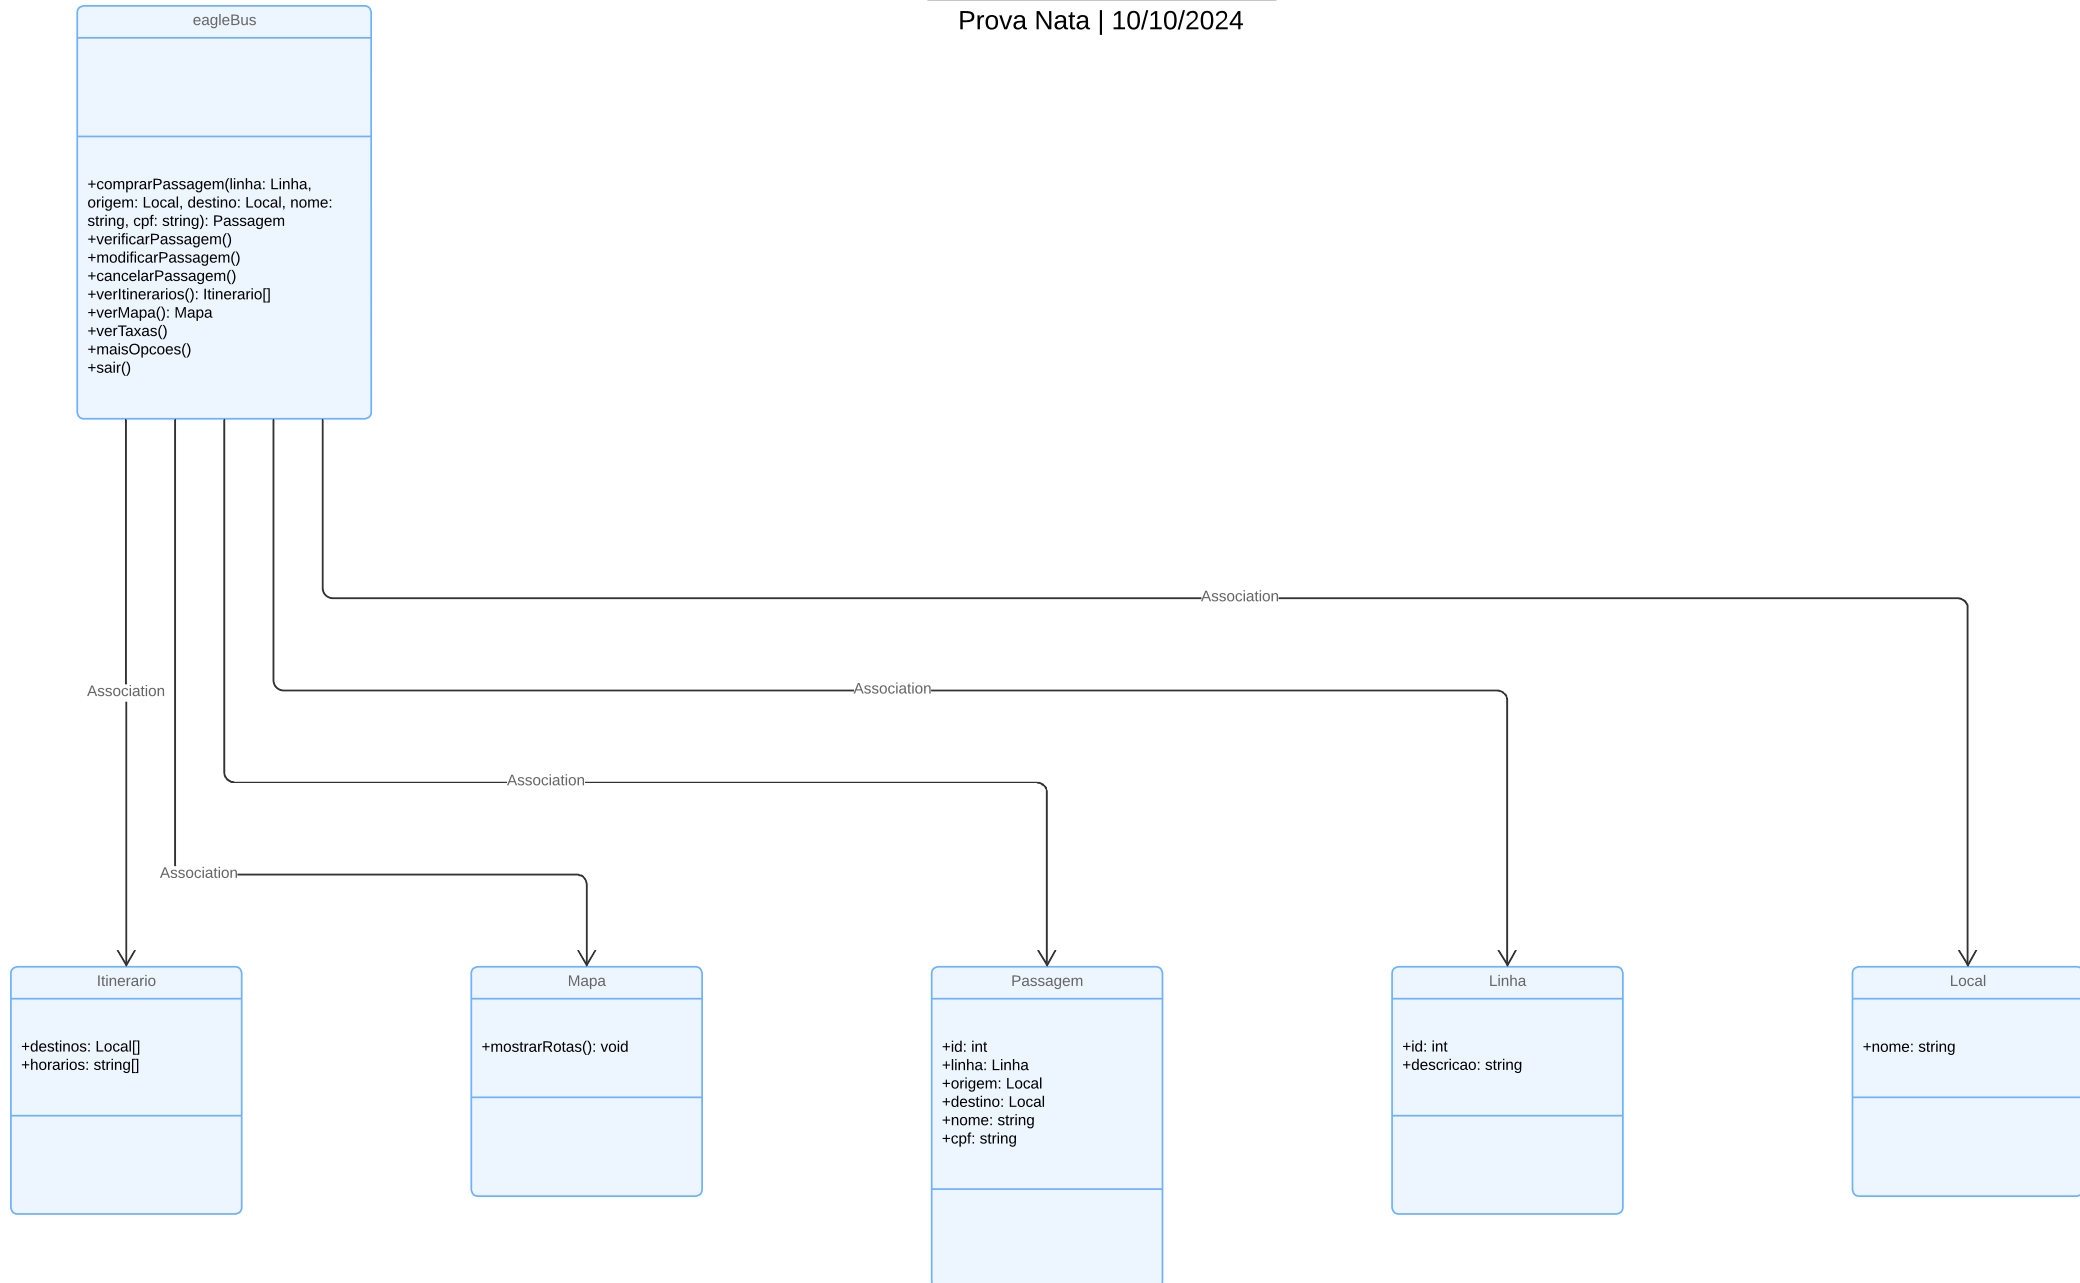 eagleBus
Prova Nata | 10/10/2024
+comprarPassagem(linha: Linha,
origem: Local, destino: Local, nome:
string, cpf: string): Passagem
+verificarPassagem()
+modificarPassagem()
+cancelarPassagem()
+verItinerarios(): Itinerario[]
+verMapa(): Mapa
+verTaxas()
+maisOpcoes()
+sair()
Association
Association
Association
Association
Association
Itinerario
+destinos: Local[]
+horarios: string[]
Mapa
+mostrarRotas(): void
Passagem
+id: int
+linha: Linha
+origem: Local
+destino: Local
+nome: string
+cpf: string
Linha
+id: int
+descricao: string
Local
+nome: string